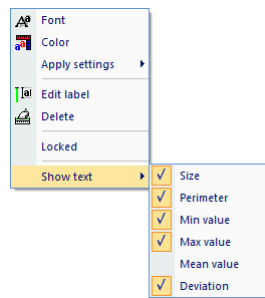 Font
Color
Apply settings
Edit label
Delete
Locked
Show text
Size
Perimeter
Min value
Max value
Mean value
Deviation